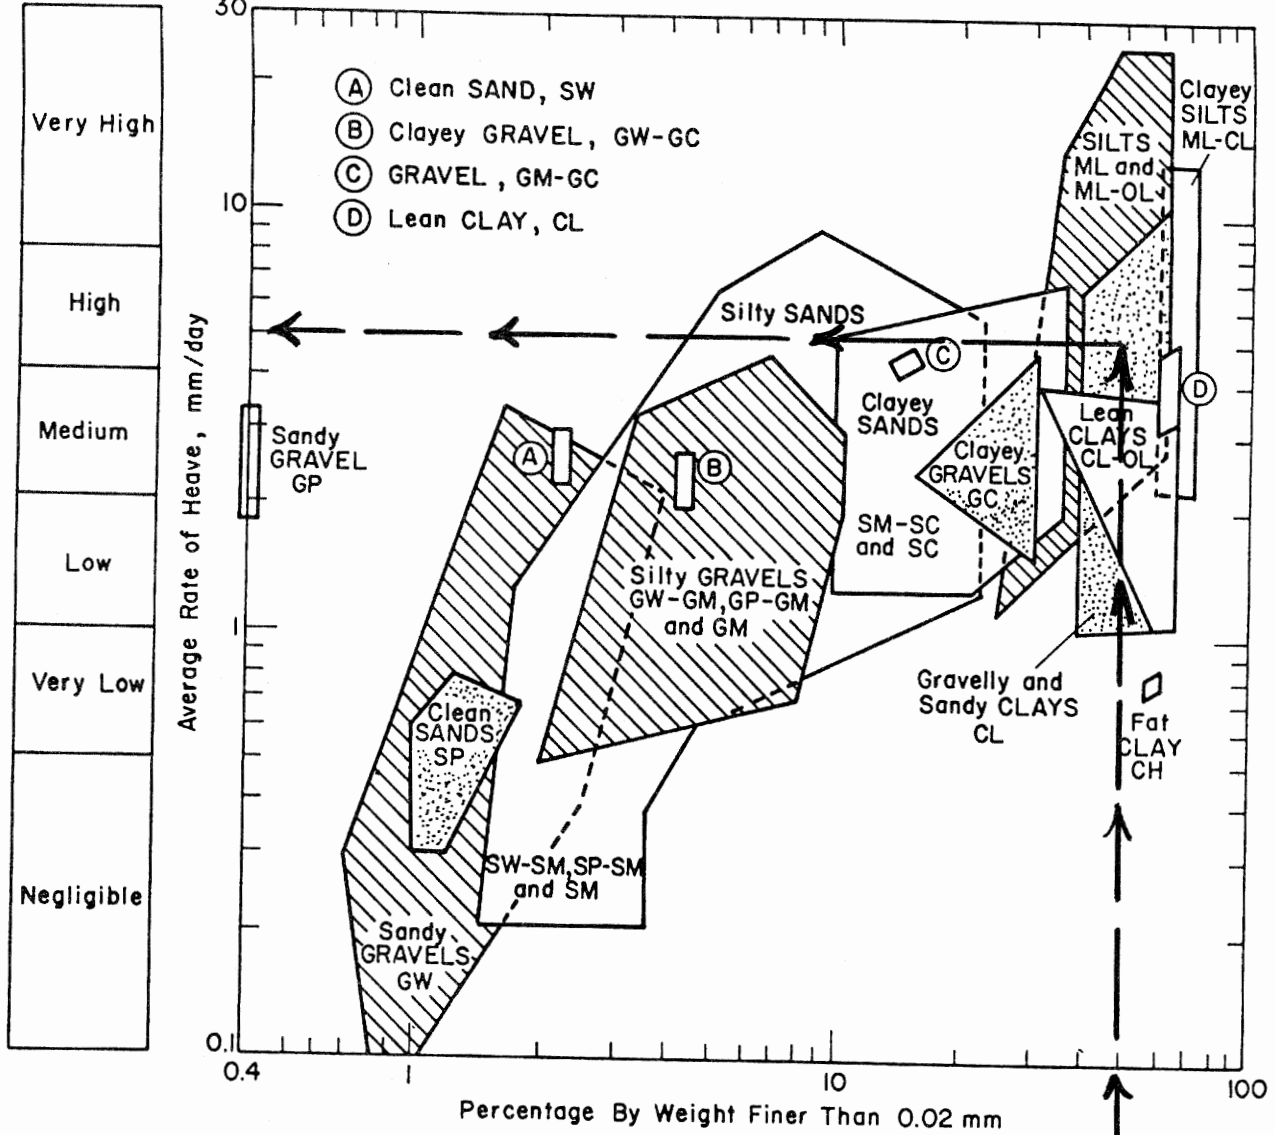 30
Very High
High
Medium
Low
Very Low
Negligible
Average Rate of Heave, mm/day
10
1
0.1
A Clean SAND, SW
B Clayey GRAVEL, GW-GC
C GRAVEL, GM-GC
D Lean CLAY, CL
Clayey
SILTS
ML-CL
SILTS
ML and
ML-OL
Silty SANDS
C
D
Sandy
GRAVEL
GP
A
B
Clayey
SANDS
SM-SC
and SC
Clayey
GRAVELS
GC
Lean
CLAYS
CL-OL
Silty GRAVELS
GW-GM, GP-GM
and GM
Clean
SANDS
SP
Gravelly and
Sandy CLAYS
CL
Fat
CLAY
CH
SW-SM, SP-SM
and SM
Sandy
GRAVELS
GW
0.4
1
10
100
Percentage By Weight Finer Than 0.02 mm